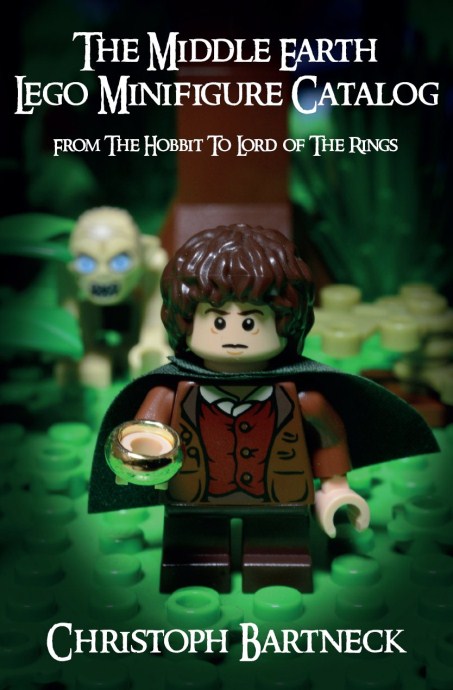 The Middle Earth
Lego Minifigure Catalog
from The Hobbit To Lord of The Rings
Christoph Bartneck